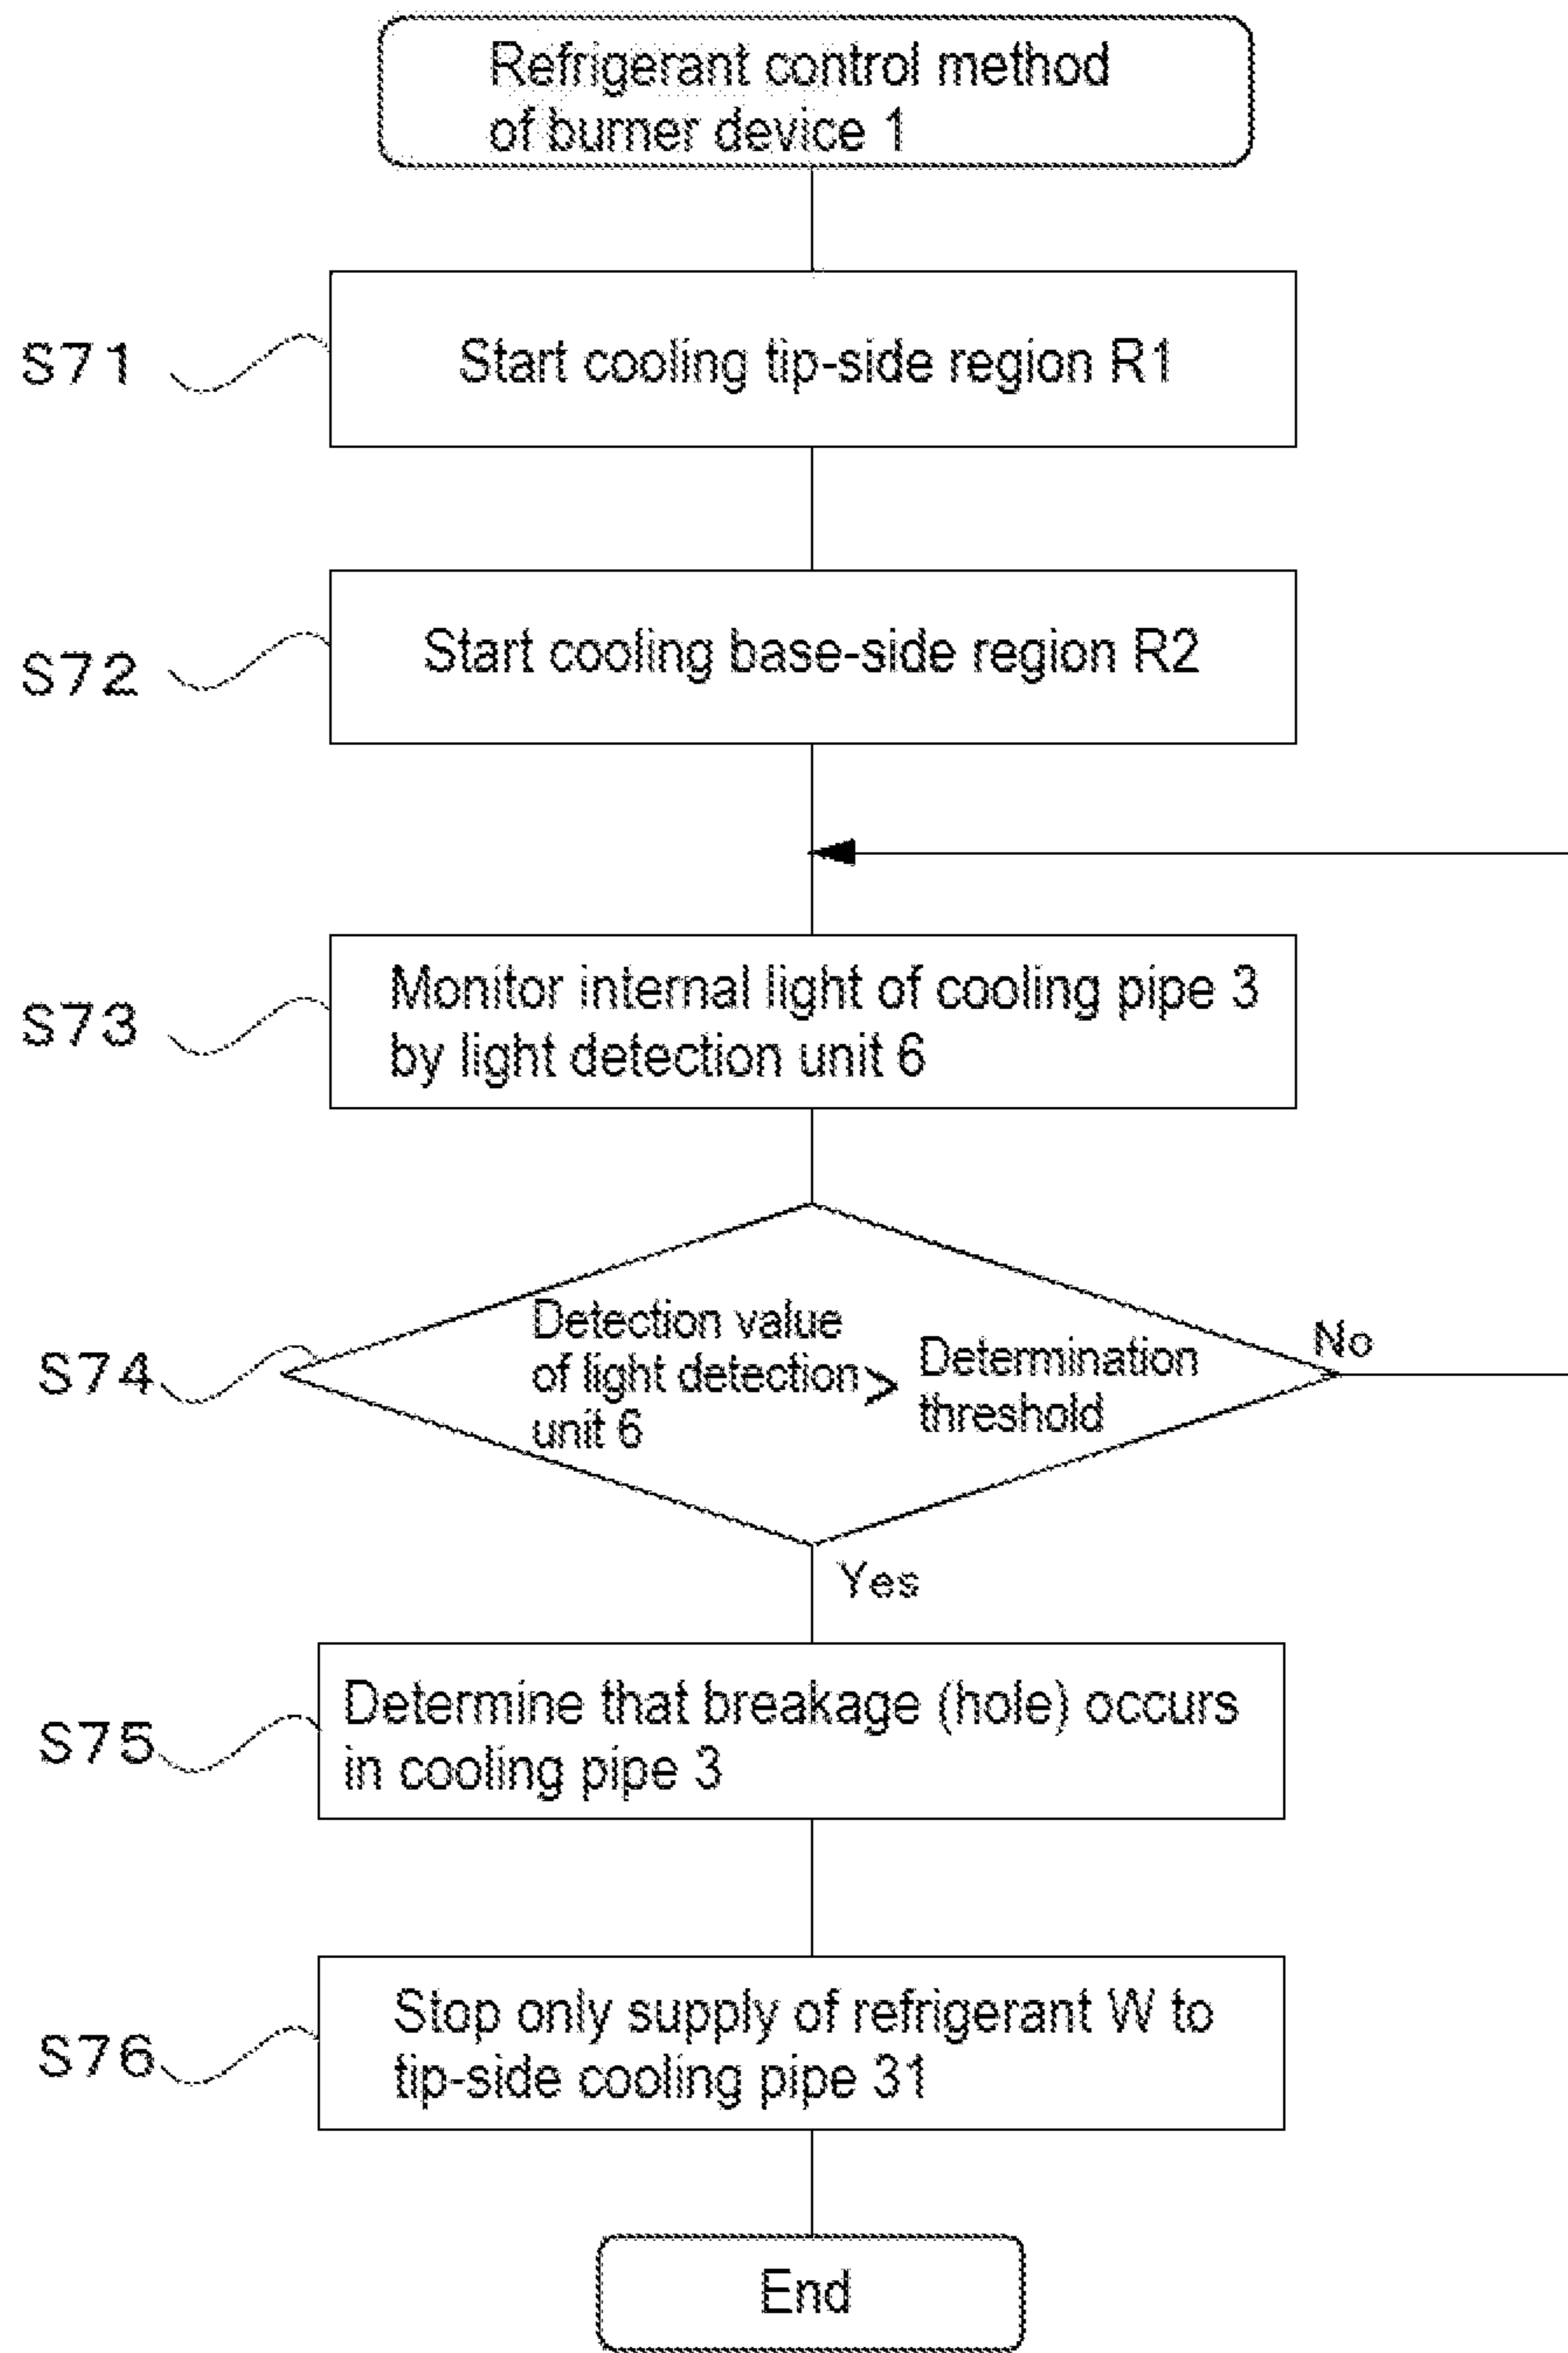 Refrigerant control method
of burner device 1
S71
Start cooling tip-side region R1
S72
Start cooling base-side region R2
S73
Monitor internal light of cooling pipe 3
by light detection unit 6
S74
Detection value
of light detection
unit 6
>
Determination
threshold
No
Yes
S75
Determine that breakage (hole) occurs
in cooling pipe 3
S76
Stop only supply of refrigerant W to
tip-side cooling pipe 31
End